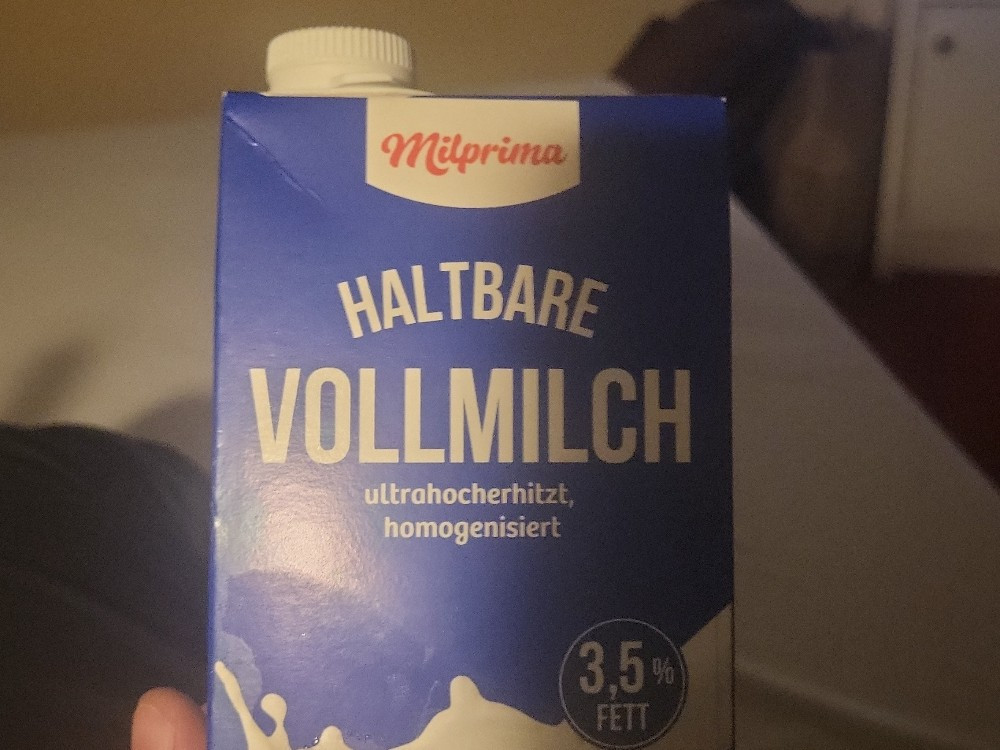 Milprima
HALTBARE
VOLLMILCH
ultrahocherhitzt,
homogenisiert
3,5 %
FETT